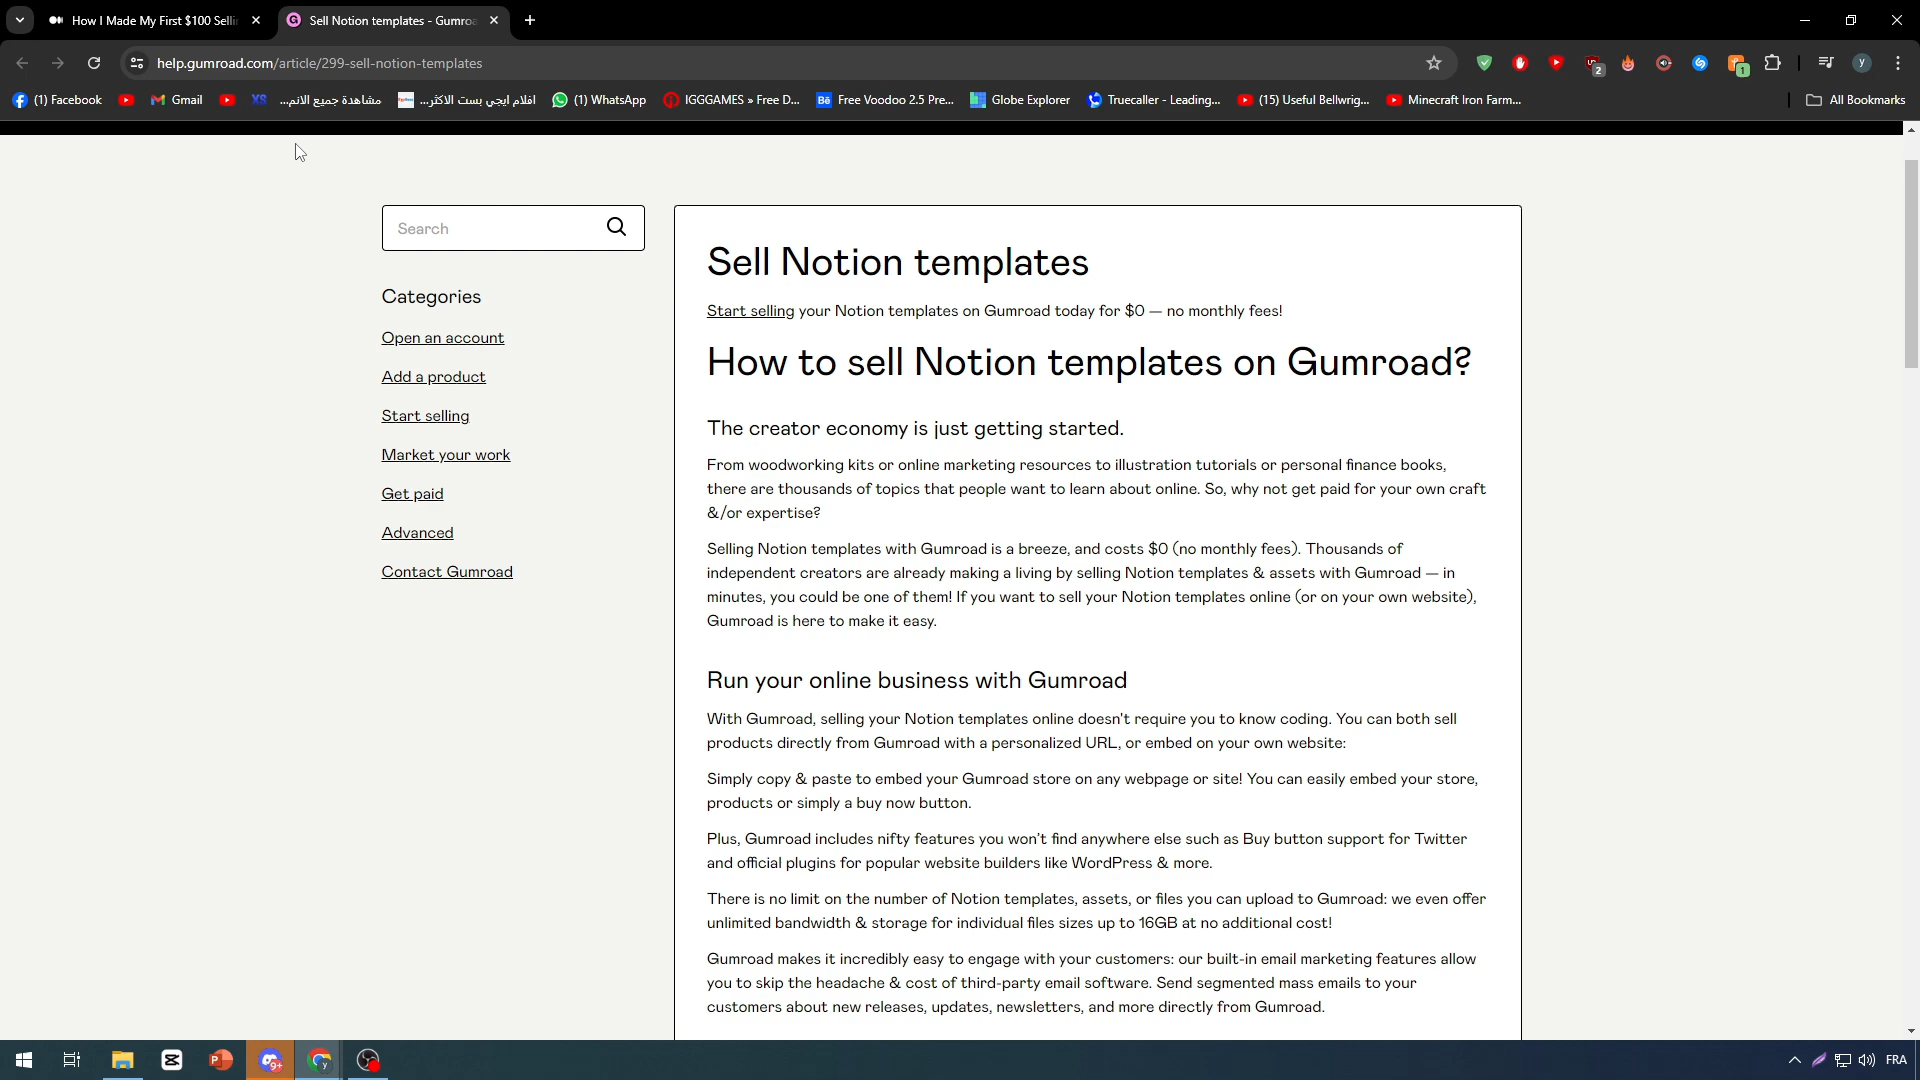 How I Made My First $100 Selli
Sell Notion templates - Gumroa
help.gumroad.com/article/299-sell-notion-templates
2
1
y
(1) Facebook
Gmail
XS
مشاهدة جميع الانم...
افلام ايجي بست الاكثر...
(1) WhatsApp
IGGGAMES » Free D...
Bē Free Voodoo 2.5 Pre...
Globe Explorer
Truecaller - Leading...
(15) Useful Bellwrig...
Minecraft Iron Farm...
All Bookmarks
Search
Categories
Open an account
Add a product
Start selling
Market your work
Get paid
Advanced
Contact Gumroad
Sell Notion templates
Start selling your Notion templates on Gumroad today for $0 — no monthly fees!
How to sell Notion templates on Gumroad?
The creator economy is just getting started.
From woodworking kits or online marketing resources to illustration tutorials or personal finance books,
there are thousands of topics that people want to learn about online. So, why not get paid for your own craft
&/or expertise?
Selling Notion templates with Gumroad is a breeze, and costs $0 (no monthly fees). Thousands of
independent creators are already making a living by selling Notion templates & assets with Gumroad — in
minutes, you could be one of them! If you want to sell your Notion templates online (or on your own website),
Gumroad is here to make it easy.
Run your online business with Gumroad
With Gumroad, selling your Notion templates online doesn't require you to know coding. You can both sell
products directly from Gumroad with a personalized URL, or embed on your own website:
Simply copy & paste to embed your Gumroad store on any webpage or site! You can easily embed your store,
products or simply a buy now button.
Plus, Gumroad includes nifty features you won't find anywhere else such as Buy button support for Twitter
and official plugins for popular website builders like WordPress & more.
There is no limit on the number of Notion templates, assets, or files you can upload to Gumroad: we even offer
unlimited bandwidth & storage for individual files sizes up to 16GB at no additional cost!
Gumroad makes it incredibly easy to engage with your customers: our built-in email marketing features allow
you to skip the headache & cost of third-party email software. Send segmented mass emails to your
customers about new releases, updates, newsletters, and more directly from Gumroad.
9+
y
FRA